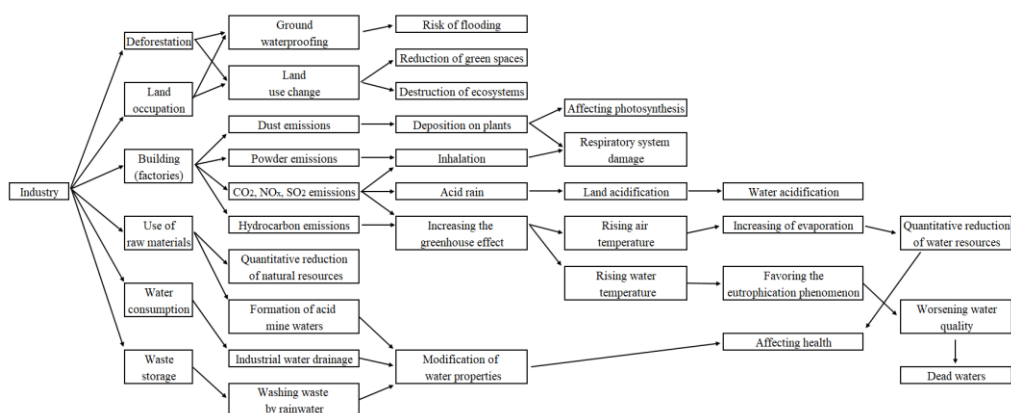 Industry
Deforestation
Land
occupation
Building
(factories)
Use of
raw materials
Water
consumption
Waste
storage
Ground
waterproofing
Land
use change
Dust emissions
Powder emissions
CO2, NOx, SO2 emissions
Hydrocarbon emissions
Quantitative reduction
of natural resources
Formation of acid
mine waters
Industrial water drainage
Washing waste
by rainwater
Risk of flooding
Reduction of green spaces
Destruction of ecosystems
Deposition on plants
Inhalation
Acid rain
Increasing the
greenhouse effect
Modification of
water properties
Affecting photosynthesis
Respiratory system
damage
Land acidification
Rising air
temperature
Rising water
temperature
Water acidification
Increasing of evaporation
Favoring the
eutrophication phenomenon
Affecting health
Quantitative reduction
of water resources
Worsening water
quality
Dead waters